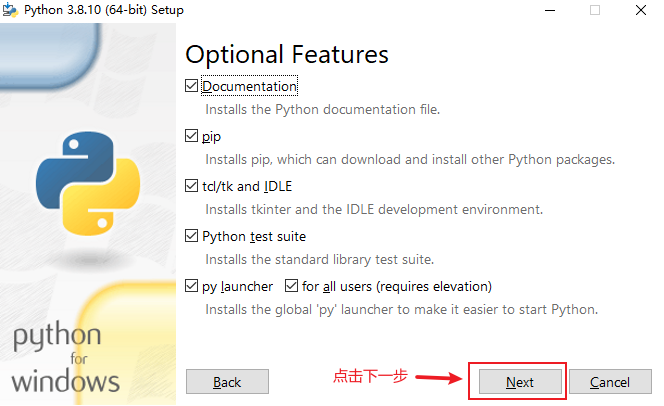 Python 3.8.10 (64-bit) Setup
Optional Features
Documentation
Installs the Python documentation file.
pip
Installs pip, which can download and install other Python packages.
tcl/tk and IDLE
Installs tkinter and the IDLE development environment.
Python test suite
Installs the standard library test suite.
py launcher for all users (requires elevation)
Installs the global 'py' launcher to make it easier to start Python.
python
for
windows
Back 点击下一步 Next Cancel